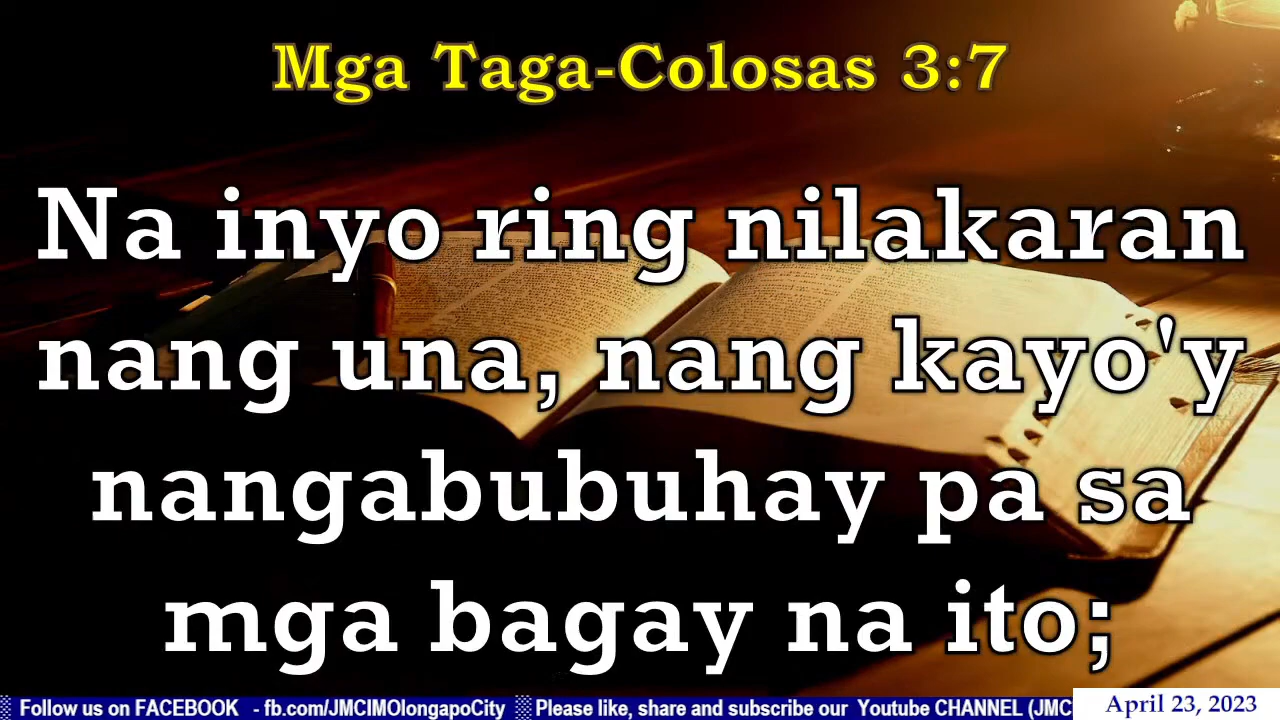 Mga Taga-Colosas 3:7
Na inyo ring nilakaran
nang una, nang kayo'y
nangabubuhay pa sa
mga bagay na ito;
Follow us on FACEBOOK - fb.com/JMCIMOlongapoCity ░ Please like, share and subscribe our Youtube CHANNEL (JMC
April 23, 2023